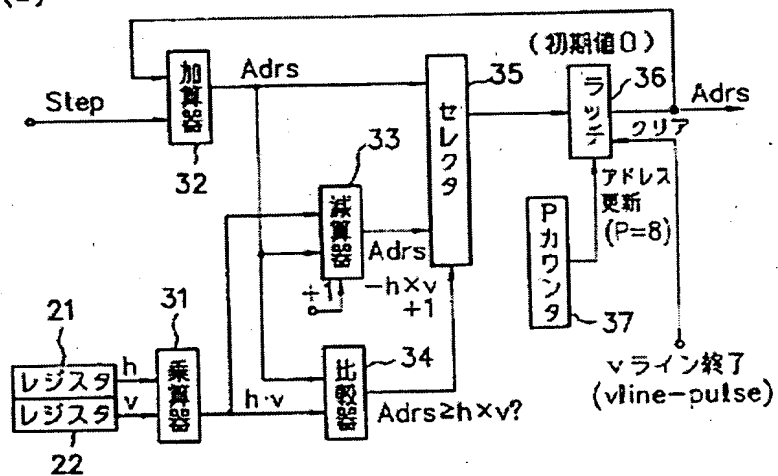 (初期値0)
Adrs
加算器
32
Step
セレクタ
35
ラッチ
36
Adrs
クリア
33
減算器
Adrs
-h×v
+1
+1
アドレス
更新
(P=8)
Pカウンタ
37
21
レジスタ
h
レジスタ
v
22
31
乗算器
h·v
34
比較器
Adrs≥h×v?
vライン終了
(vline-pulse)